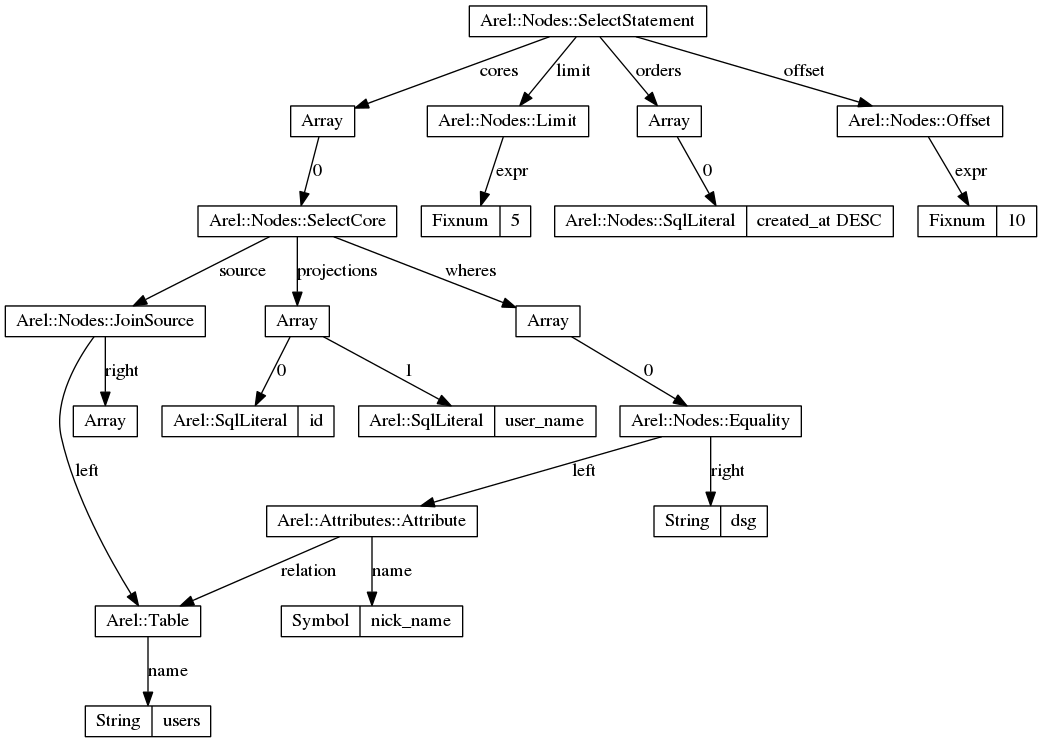 Arel::Nodes::SelectStatement
cores limit orders offset
Array Arel::Nodes::Limit Array Arel::Nodes::Offset
0 expr 0 expr
Arel::Nodes::SelectCore Fixnum 5 Arel::Nodes::SqlLiteral created_at DESC Fixnum 10
source projections wheres
Arel::Nodes::JoinSource Array Array
right 0 1 0
Array Arel::SqlLiteral id Arel::SqlLiteral user_name Arel::Nodes::Equality
left left right
Arel::Attributes::Attribute String dsg
relation name
Arel::Table Symbol nick_name
name
String users